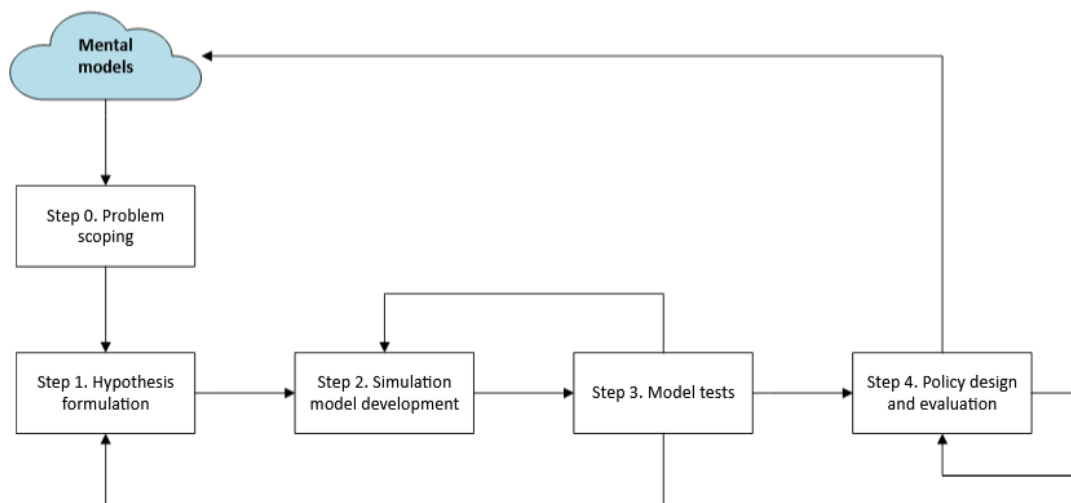 Mental
models
Step 0. Problem
scoping
Step 1. Hypothesis
formulation
Step 2. Simulation
model development
Step 3. Model tests
Step 4. Policy design
and evaluation